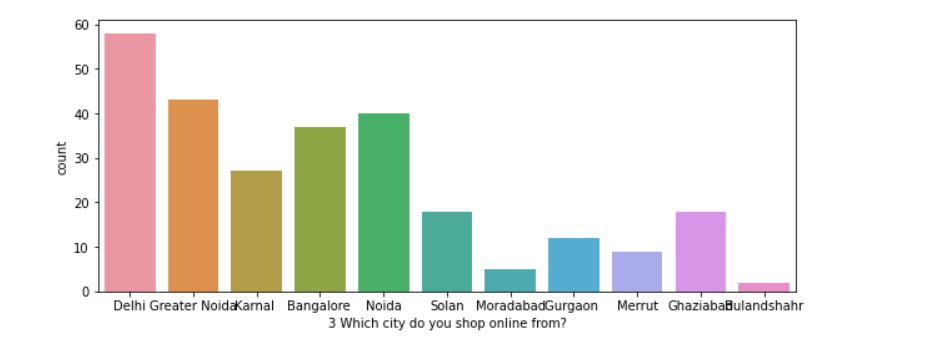 60
50
40
30
20
10
0
count
Delhi Greater Noida Karnal Bangalore Noida Solan Moradabad Gurgaon Merrut Ghaziabad Bulandshahr
3 Which city do you shop online from?